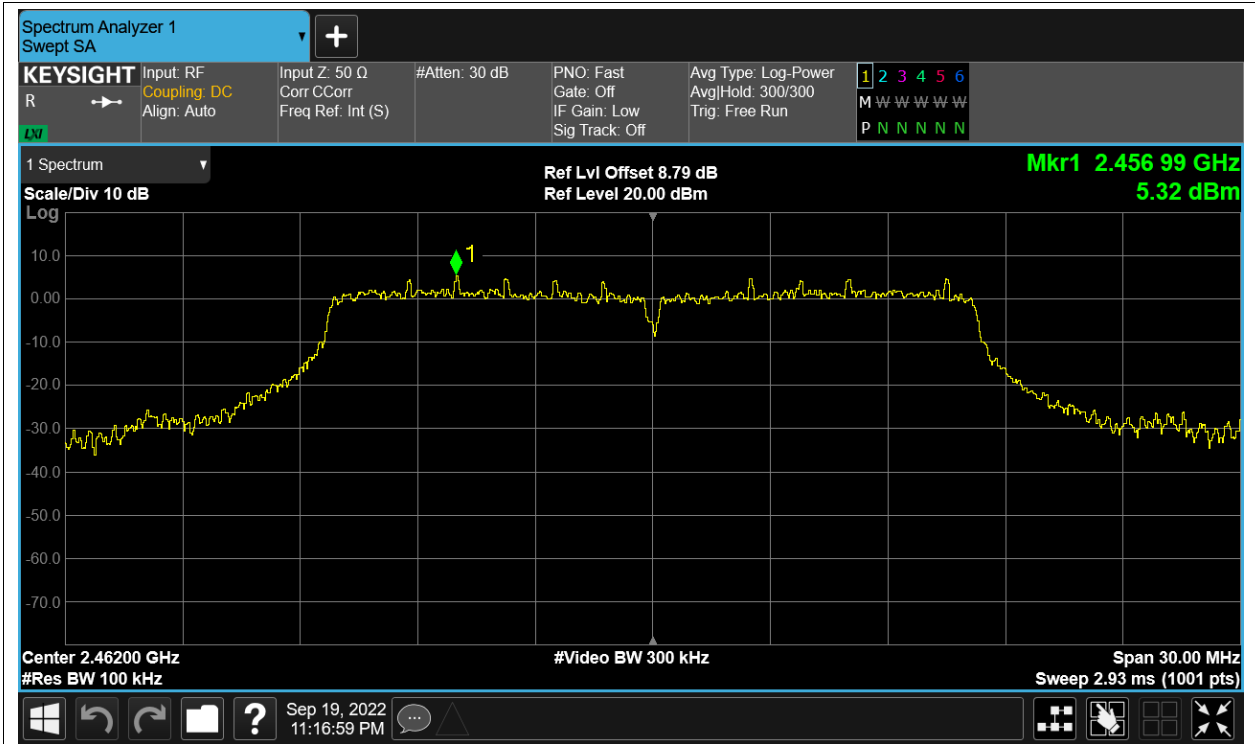 Spectrum Analyzer 1
Swept SA
+
KEYSIGHT
R
LXI
Input: RF
Coupling: DC
Align: Auto
Input Z: 50 Ω
Corr CCorr
Freq Ref: Int (S)
#Atten: 30 dB
PNO: Fast
Gate: Off
IF Gain: Low
Sig Track: Off
Avg Type: Log-Power
Avg|Hold: 300/300
Trig: Free Run
1 2 3 4 5 6
M W W W W W
P N N N N N
1 Spectrum
Scale/Div 10 dB
Log
Ref Lvl Offset 8.79 dB
Ref Level 20.00 dBm
Mkr1 2.456 99 GHz
5.32 dBm
1
10.0
0.00
-10.0
-20.0
-30.0
-40.0
-50.0
-60.0
-70.0
Center 2.46200 GHz
#Res BW 100 kHz
#Video BW 300 kHz
Span 30.00 MHz
Sweep 2.93 ms (1001 pts)
?
Sep 19, 2022
11:16:59 PM